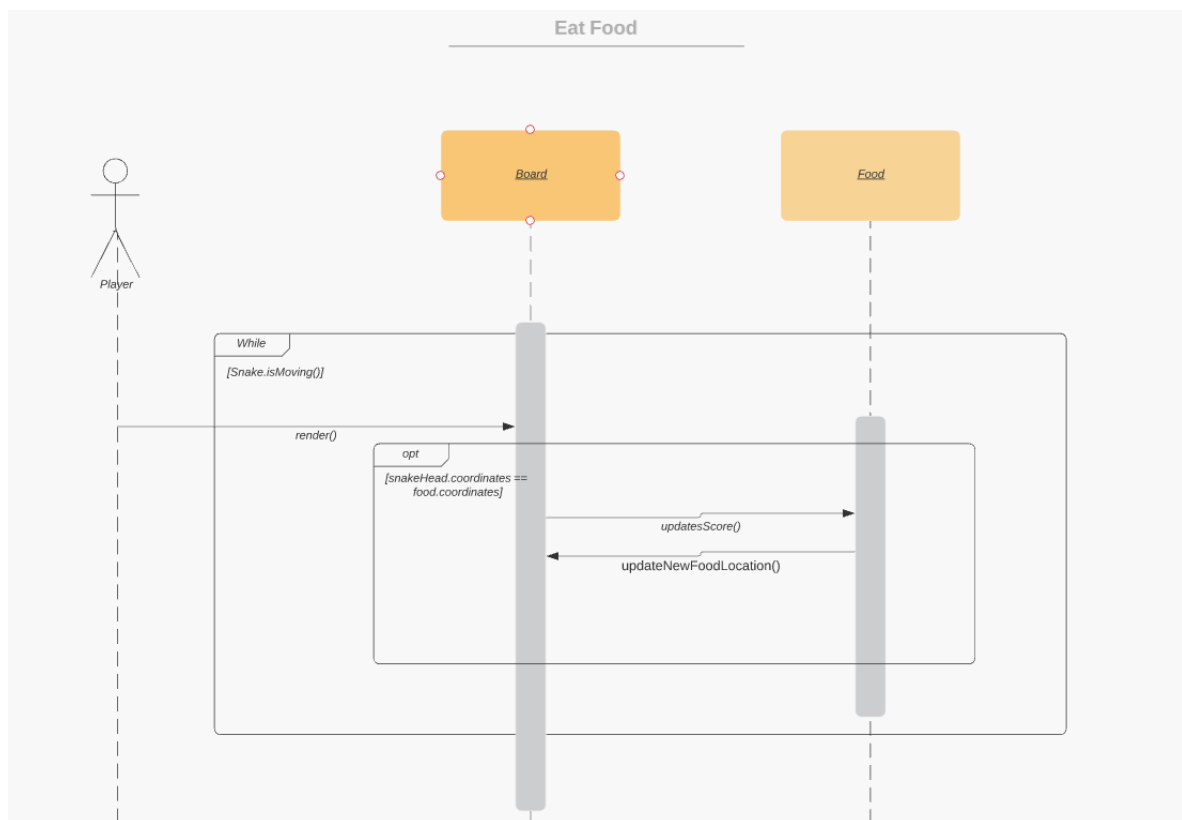 Eat Food
Board
Food
Player
While
[Snake.isMoving()]
render()
opt
[snakeHead.coordinates ==
food.coordinates]
updatesScore()
updateNewFoodLocation()